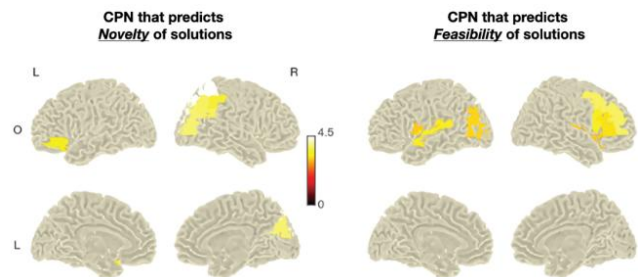 CPN that predicts
Novelty of solutions
CPN that predicts
Feasibility of solutions
L
R
O
4.5
0
L